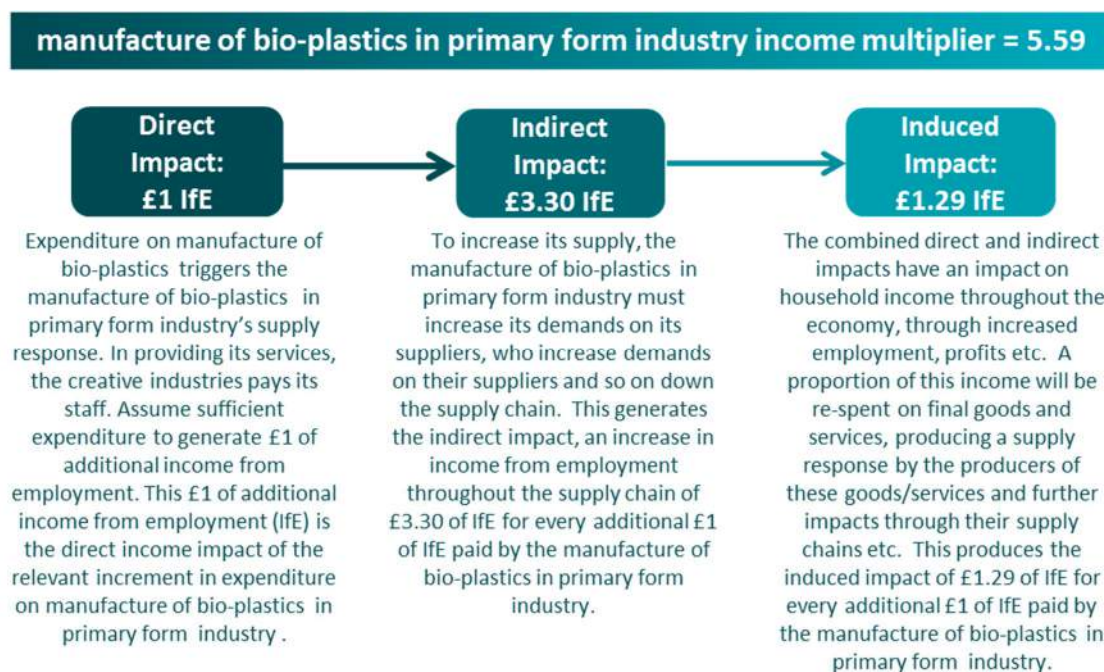 manufacture of bio-plastics in primary form industry income multiplier = 5.59
Direct
Impact:
£1 IfE
Expenditure on manufacture of
bio-plastics triggers the
manufacture of bio-plastics in
primary form industry's supply
response. In providing its services,
the creative industries pays its
staff. Assume sufficient
expenditure to generate £1 of
additional income from
employment. This £1 of additional
income from employment (IfE) is
the direct income impact of the
relevant increment in expenditure
on manufacture of bio-plastics in
primary form industry .
Indirect
Impact:
£3.30 IfE
To increase its supply, the
manufacture of bio-plastics in
primary form industry must
increase its demands on its
suppliers, who increase demands
on their suppliers and so on down
the supply chain. This generates
the indirect impact, an increase in
income from employment
throughout the supply chain of
£3.30 of IfE for every additional £1
of IfE paid by the manufacture of
bio-plastics in primary form
industry.
Induced
Impact:
£1.29 IfE
The combined direct and indirect
impacts have an impact on
household income throughout the
economy, through increased
employment, profits etc. A
proportion of this income will be
re-spent on final goods and
services, producing a supply
response by the producers of
these goods/services and further
impacts through their supply
chains etc. This produces the
induced impact of £1.29 of IfE for
every additional £1 of IfE paid by
the manufacture of bio-plastics in
primary form industry.